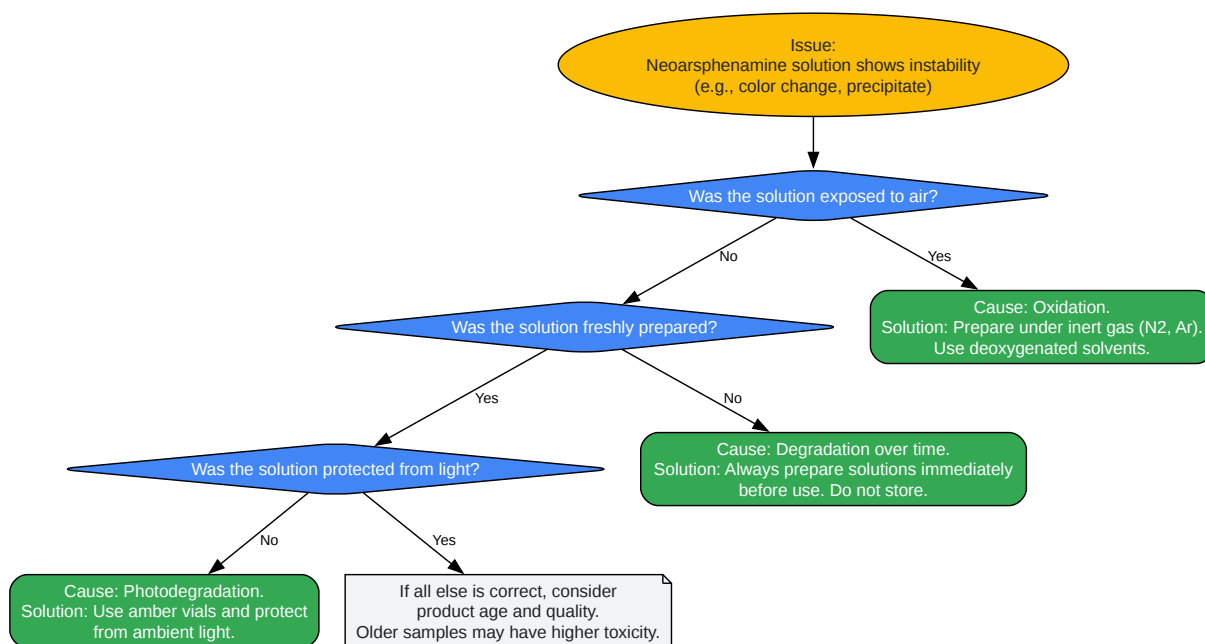 Issue:
Neoarsphenamine solution shows instability
(e.g., color change, precipitate)
Was the solution exposed to air?
No
Yes
Cause: Oxidation.
Solution: Prepare under inert gas (N2, Ar).
Use deoxygenated solvents.
Was the solution freshly prepared?
Yes
No
Cause: Degradation over time.
Solution: Always prepare solutions immediately
before use. Do not store.
Was the solution protected from light?
No
Yes
Cause: Photodegradation.
Solution: Use amber vials and protect
from ambient light.
If all else is correct, consider
product age and quality.
Older samples may have higher toxicity.